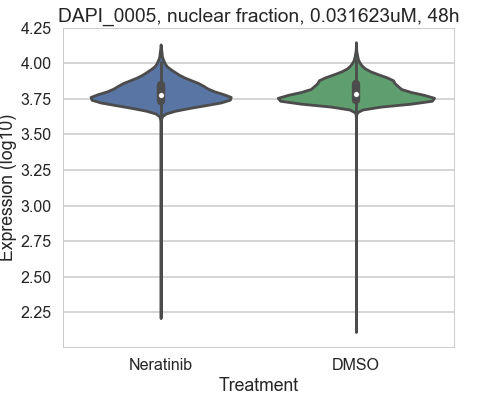 DAPI_0005, nuclear fraction, 0.031623uM, 48h
4.25
4.00
3.75
3.50
3.25
3.00
2.75
2.50
2.25
Expression (log10)
Neratinib DMSO
Treatment